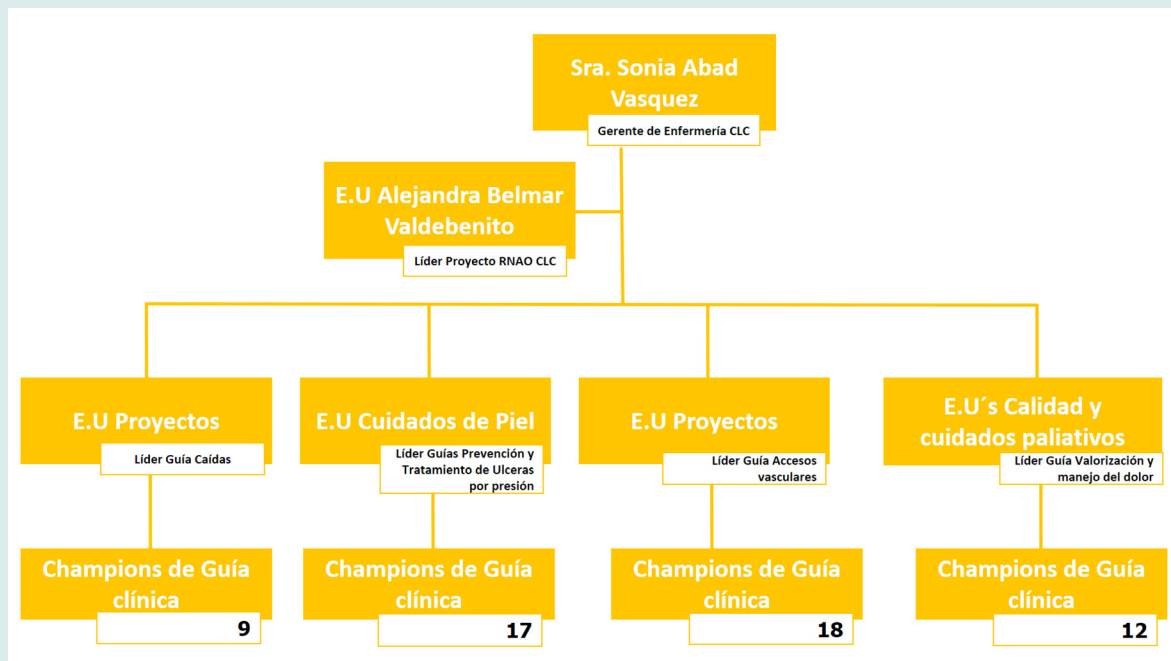 Sra. Sonia Abad
Vasquez
Gerente de Enfermería CLC
E.U Alejandra Belmar
Valdebenito
Líder Proyecto RNAO CLC
E.U Proyectos
Líder Guía Caídas
E.U Cuidados de Piel
Líder Guías Prevención y
Tratamiento de Ulceras
por presión
E.U Proyectos
Líder Guía Accesos
vasculares
E.U´s Calidad y
cuidados paliativos
Líder Guía Valorización y
manejo del dolor
Champions de Guía
clínica
9
Champions de Guía
clínica
17
Champions de Guía
clínica
18
Champions de Guía
clínica
12